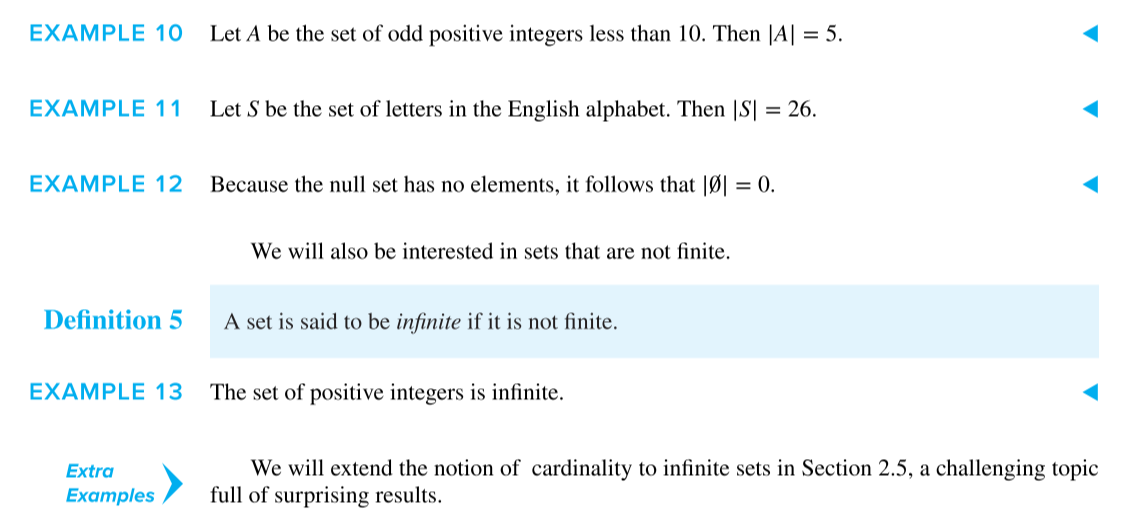 EXAMPLE 10 Let A be the set of odd positive integers less than 10. Then |A| = 5.
EXAMPLE 11 Let S be the set of letters in the English alphabet. Then |S| = 26.
EXAMPLE 12 Because the null set has no elements, it follows that |∅| = 0.
We will also be interested in sets that are not finite.
Definition 5 A set is said to be infinite if it is not finite.
EXAMPLE 13 The set of positive integers is infinite.
Extra
Examples
We will extend the notion of cardinality to infinite sets in Section 2.5, a challenging topic
full of surprising results.